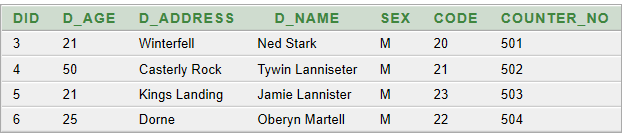 DID D_AGE D_ADDRESS D_NAME SEX CODE COUNTER_NO
3 21 Winterfell Ned Stark M 20 501
4 50 Casterly Rock Tywin Lanniseter M 21 502
5 21 Kings Landing Jamie Lannister M 23 503
6 25 Dorne Oberyn Martell M 22 504